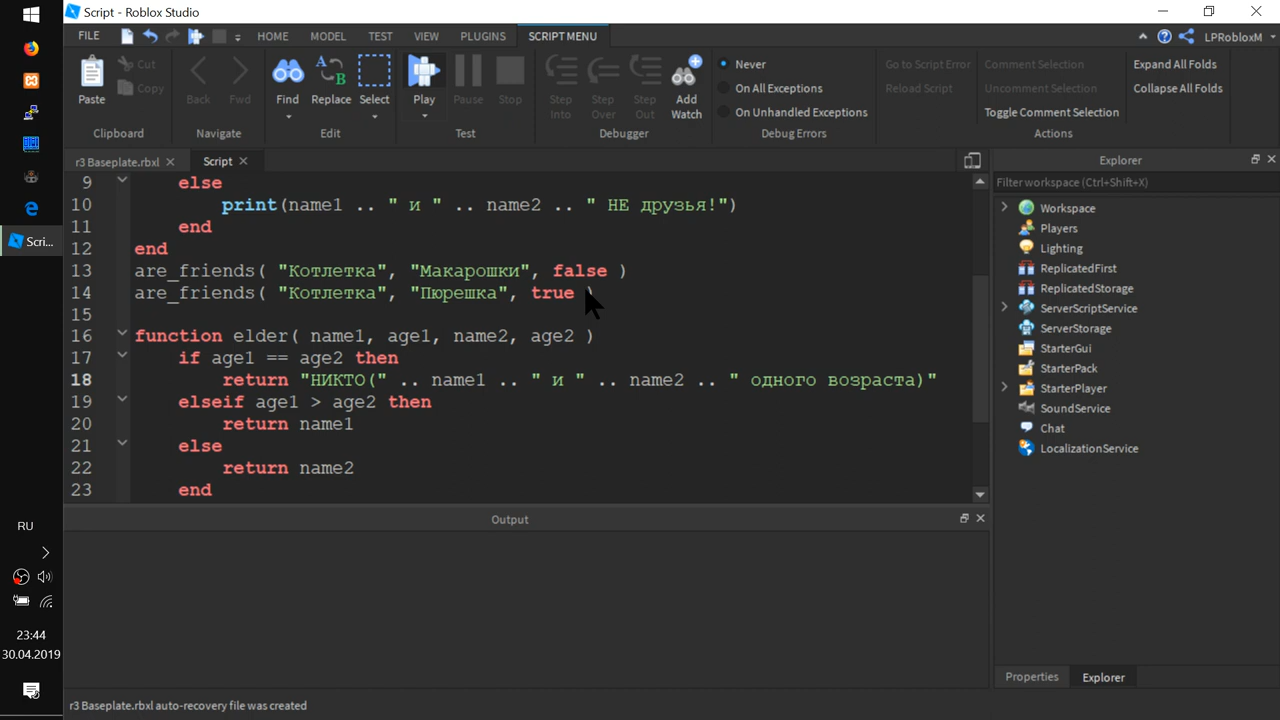 Script - Roblox Studio
FILE HOME MODEL TEST VIEW PLUGINS SCRIPT MENU LPRobloxM
Paste Cut Copy Back Fwd Find Replace Select Play Pause Stop Step Into Step Over Step Out Add Watch
Never
On All Exceptions
On Unhandled Exceptions
Go to Script Error
Reload Script
Comment Selection
Uncomment Selection
Toggle Comment Selection
Expand All Folds
Collapse All Folds
Clipboard Navigate Edit Test Debugger Debug Errors Actions
r3 Baseplate.rbxl Script
9 else
10 print(name1 .. " и " .. name2 .. " НЕ друзья!")
11 end
12 end
13 are_friends( "Котлетка", "Макарошки", false )
14 are_friends( "Котлетка", "Пюрешка", true )
15
16 function elder( name1, age1, name2, age2 )
17 if age1 == age2 then
18 return "НИКТО(" .. name1 .. " и " .. name2 .. " одного возраста)"
19 elseif age1 > age2 then
20 return name1
21 else
22 return name2
23 end
Output
r3 Baseplate.rbxl auto-recovery file was created
Explorer
Filter workspace (Ctrl+Shift+X)
Workspace
Players
Lighting
ReplicatedFirst
ReplicatedStorage
ServerScriptService
ServerStorage
StarterGui
StarterPack
StarterPlayer
SoundService
Chat
LocalizationService
Properties Explorer
Scri...
RU
23:44
30.04.2019